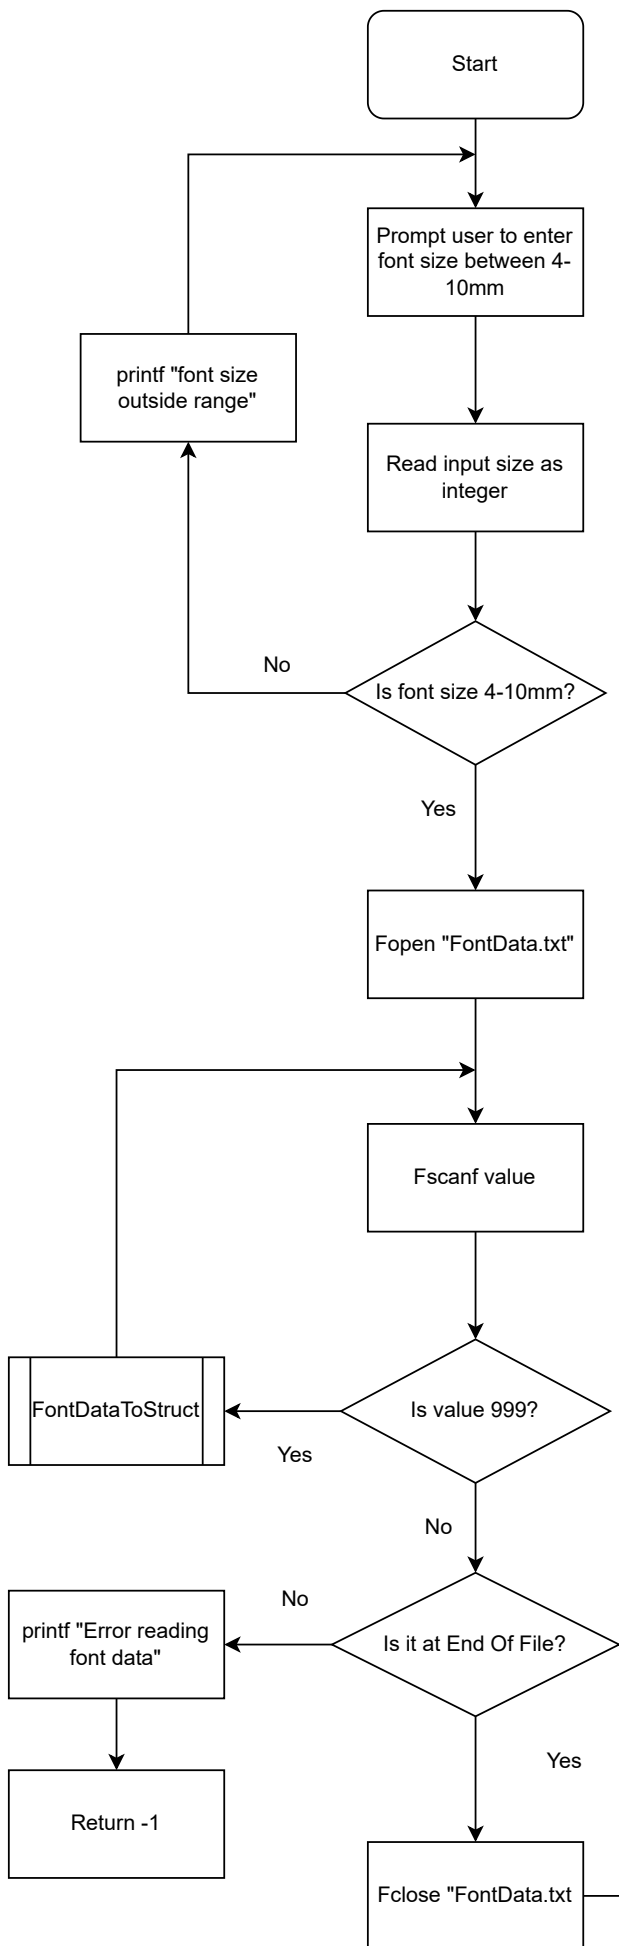 Start
Prompt user to enter
font size between 4-
10mm
printf "font size
outside range"
Read input size as
integer
No
Is font size 4-10mm?
Yes
Fopen "FontData.txt"
Fscanf value
FontDataToStruct
Is value 999?
Yes
No
No
printf "Error reading
font data"
Is it at End Of File?
Yes
Return -1
Fclose "FontData.txt